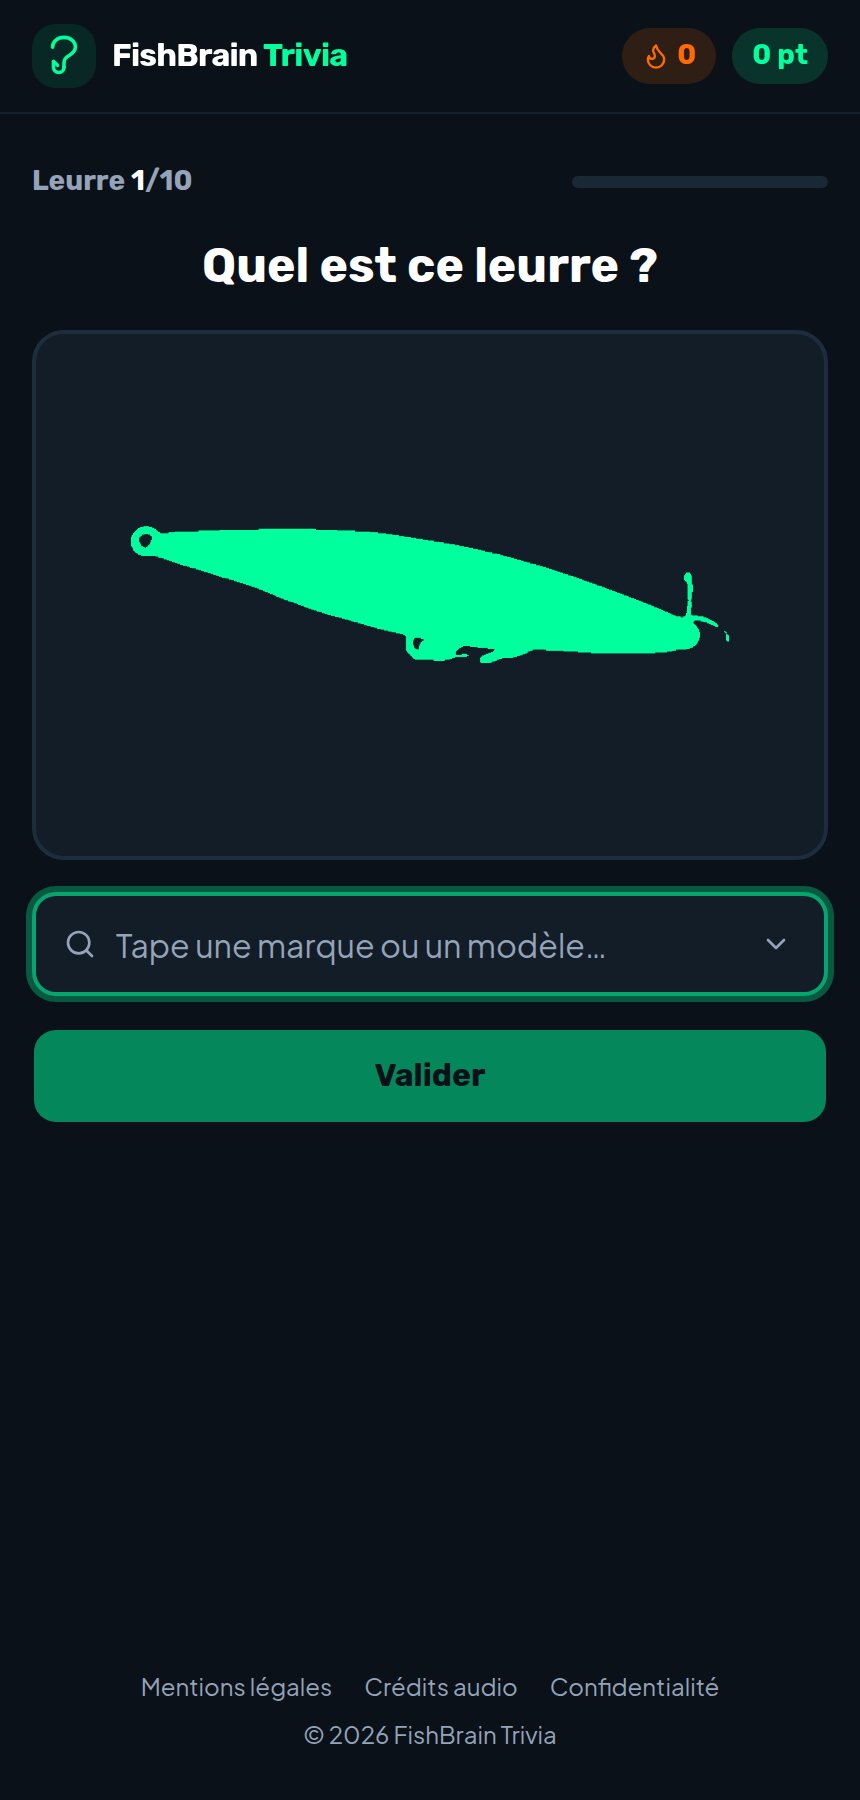 FishBrain Trivia
0
0 pt
Leurre 1/10
Quel est ce leurre ?
Tape une marque ou un modèle...
Valider
Mentions légales Crédits audio Confidentialité
© 2026 FishBrain Trivia